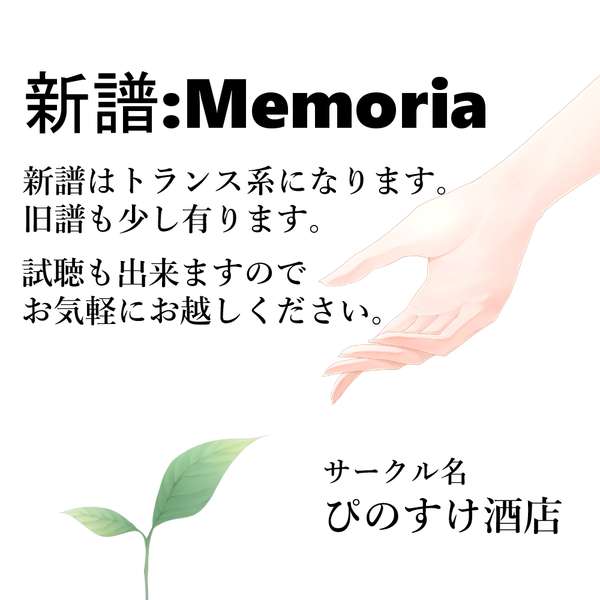 新譜:Memoria
新譜はトランス系になります。
旧譜も少し有ります。
試聴も出来ますので
お気軽にお越しください。
サークル名
ぴのすけ酒店